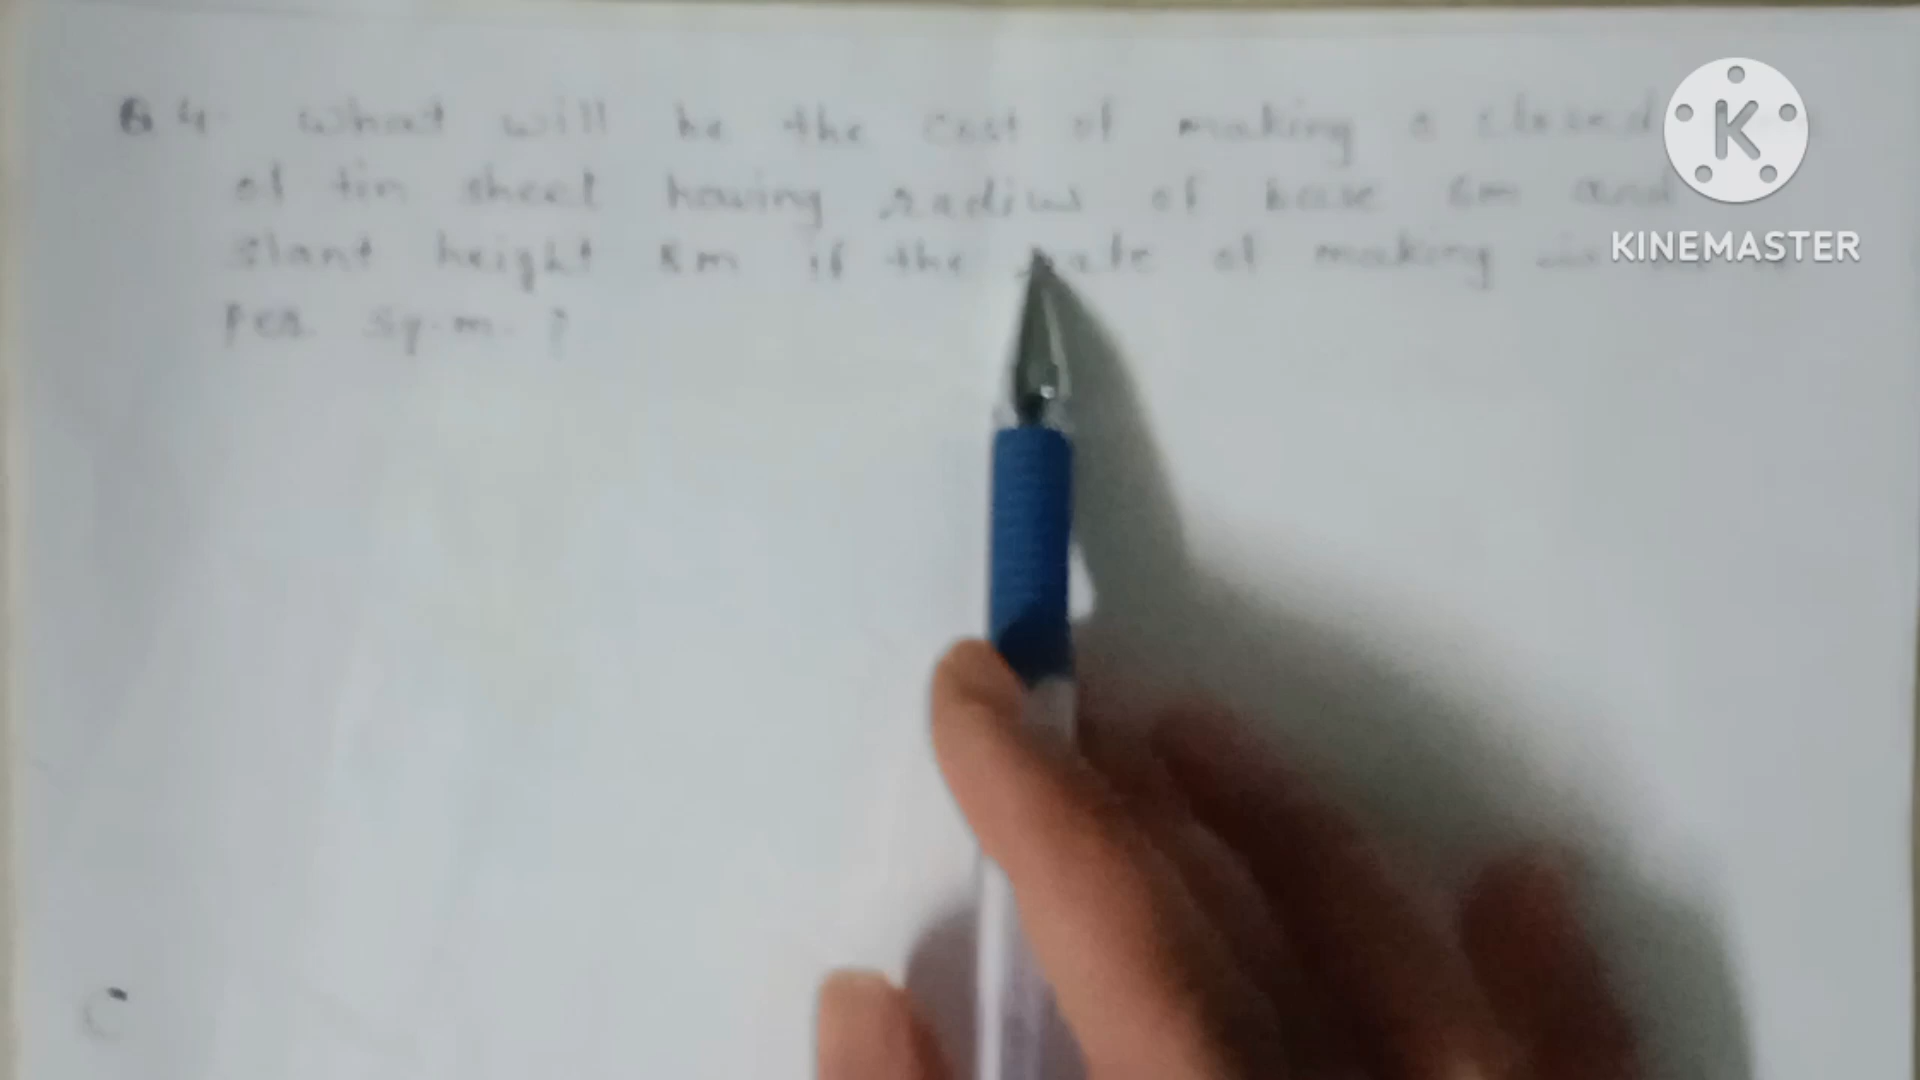 Q 4. What will be the cost of making a closed
of tin sheet having radius of base 6m and
slant height 8m if the rate of making is
per sq.m. ?
K
KINEMASTER